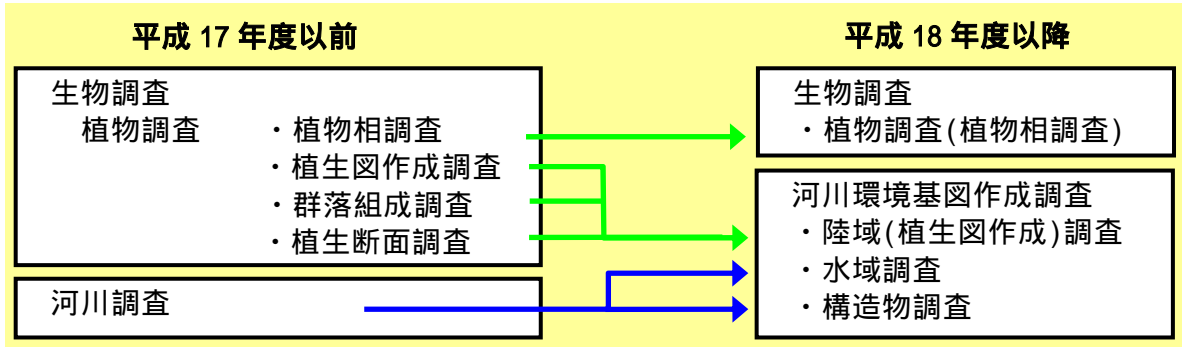 平成 17 年度以前
生物調査
植物調査 ・植物相調査
・植生図作成調査
・群落組成調査
・植生断面調査
河川調査
平成 18 年度以降
生物調査
・植物調査(植物相調査)
河川環境基図作成調査
・陸域(植生図作成)調査
・水域調査
・構造物調査